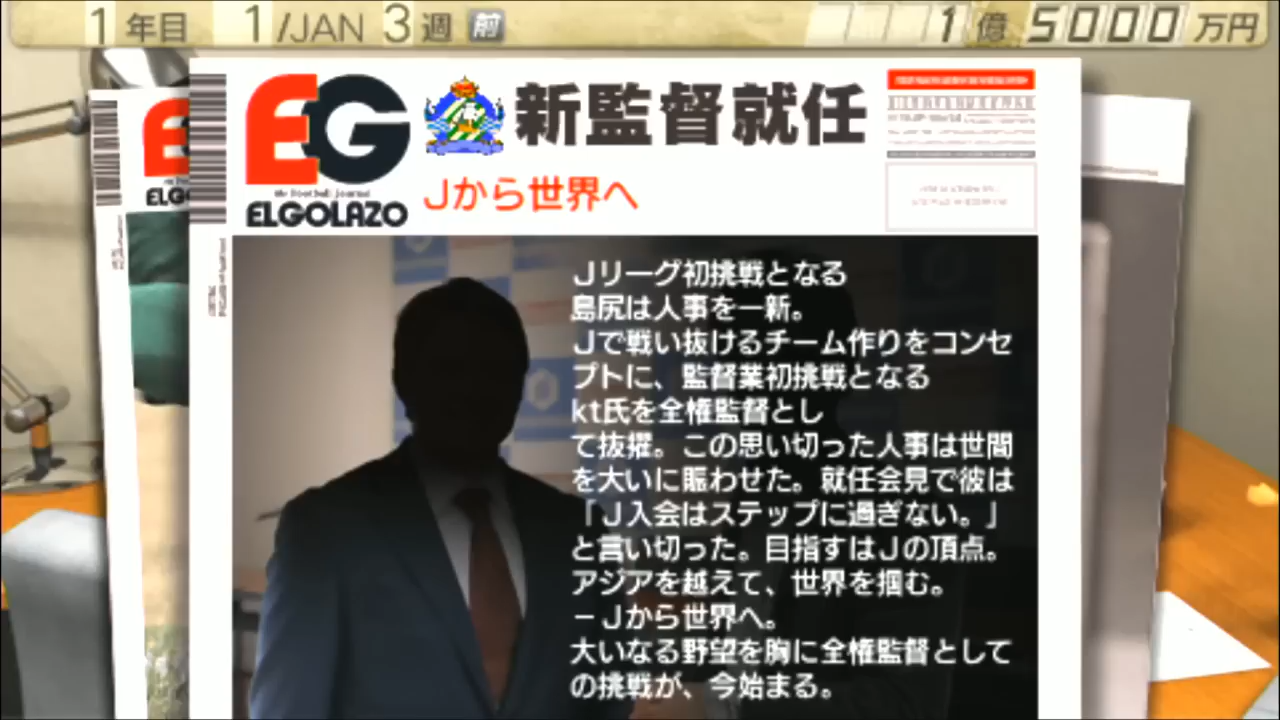 1年目 1/JAN 3週 前
1億5000万円
EG
My Football Journal
ELGOLAZO
新監督就任
Jから世界へ
Jリーグ初挑戦となる
島尻は人事を一新。
Jで戦い抜けるチーム作りをコンセ
プトに、監督業初挑戦となる
kt氏を全権監督とし
て抜擢。この思い切った人事は世間
を大いに賑わせた。就任会見で彼は
「J入会はステップに過ぎない。」
と言い切った。目指すはJの頂点。
アジアを越えて、世界を掴む。
－Jから世界へ。
大いなる野望を胸に全権監督として
の挑戦が、今始まる。